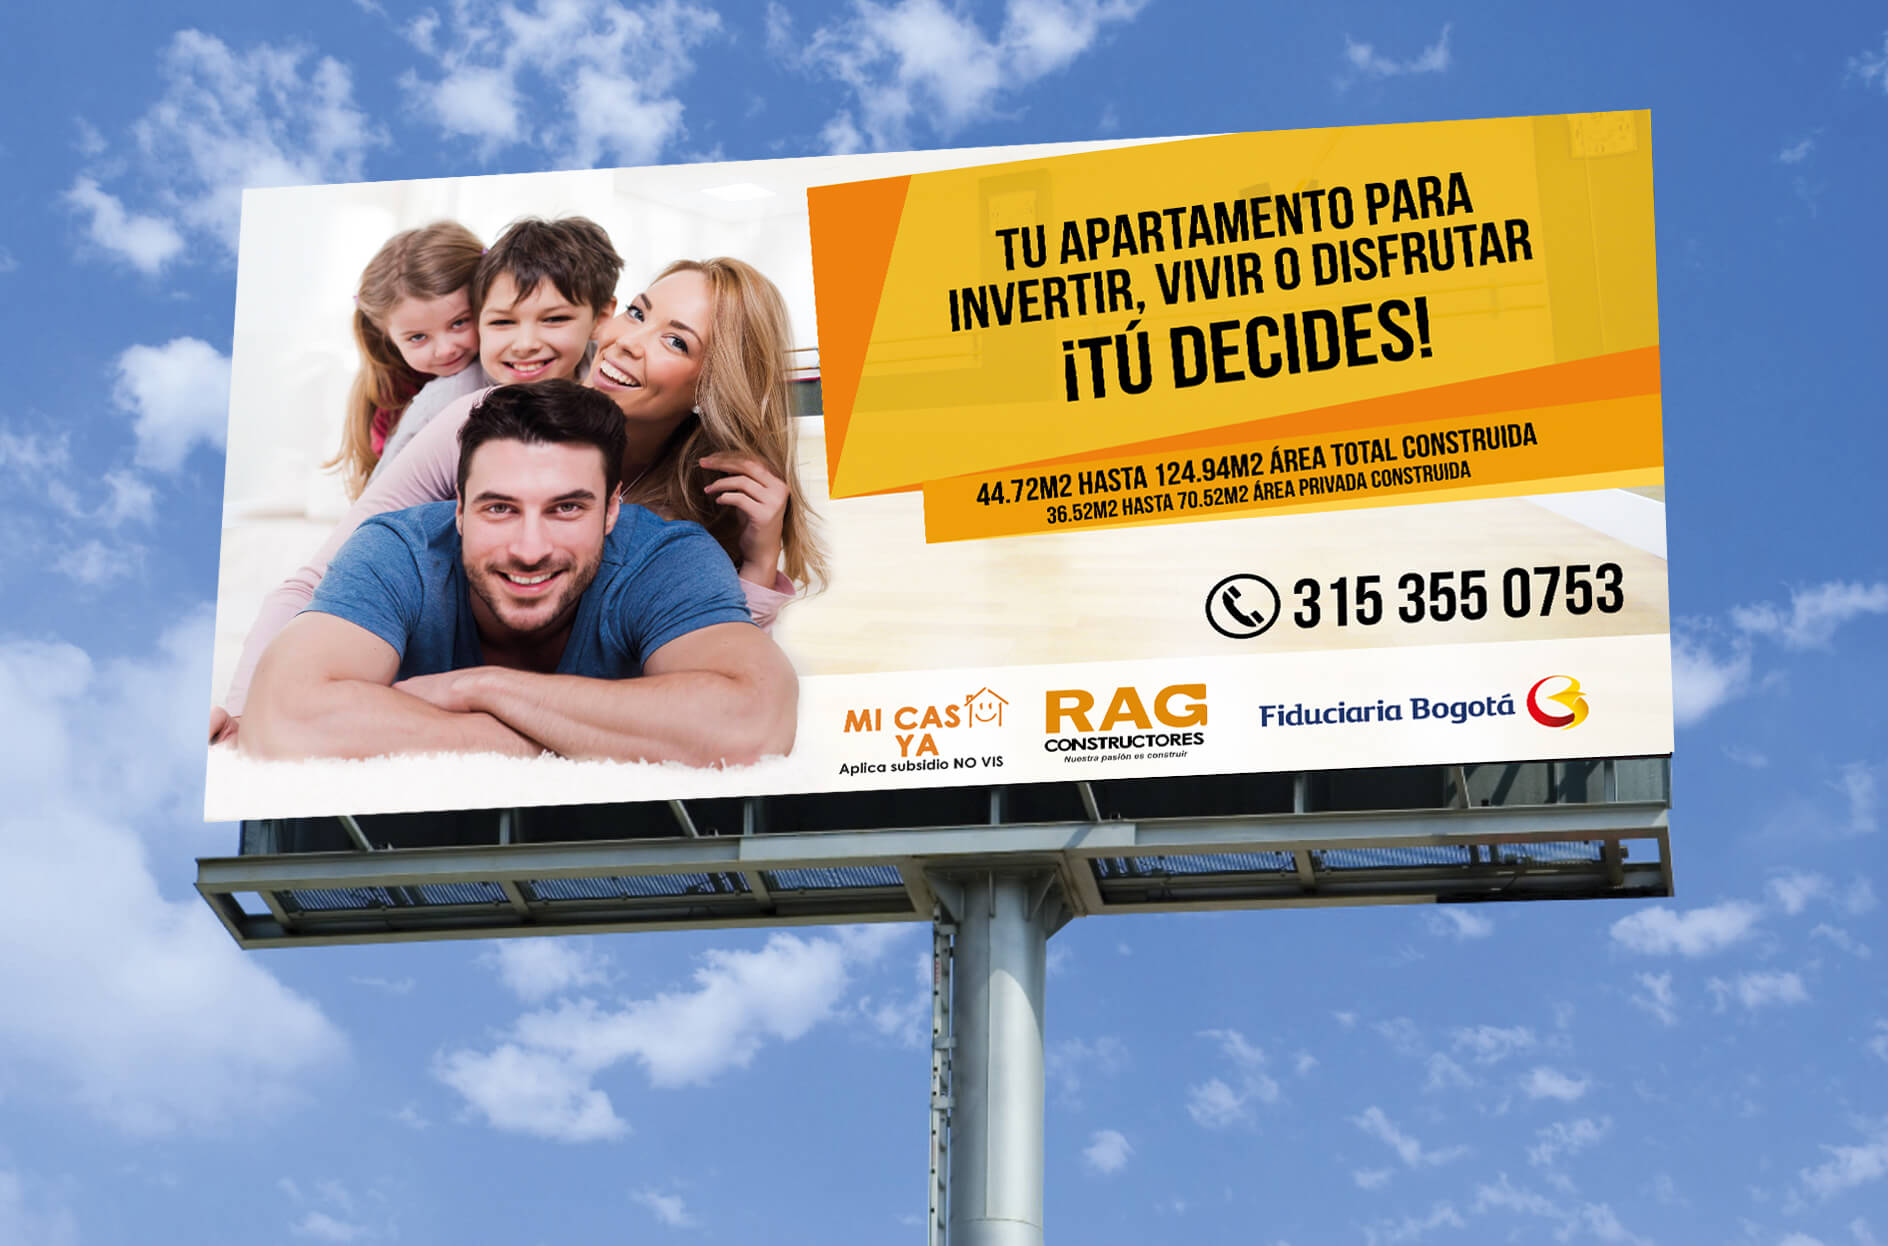 TU APARTAMENTO PARA
INVERTIR, VIVIR O DISFRUTAR
¡TÚ DECIDES!
44.72M2 HASTA 124.94M2 ÁREA TOTAL CONSTRUIDA
36.52M2 HASTA 70.52M2 ÁREA PRIVADA CONSTRUIDA
315 355 0753
MI CAS
YA
Aplica subsidio NO VIS
RAG
CONSTRUCTORES
Nuestra pasión es construir
Fiduciaria Bogotá